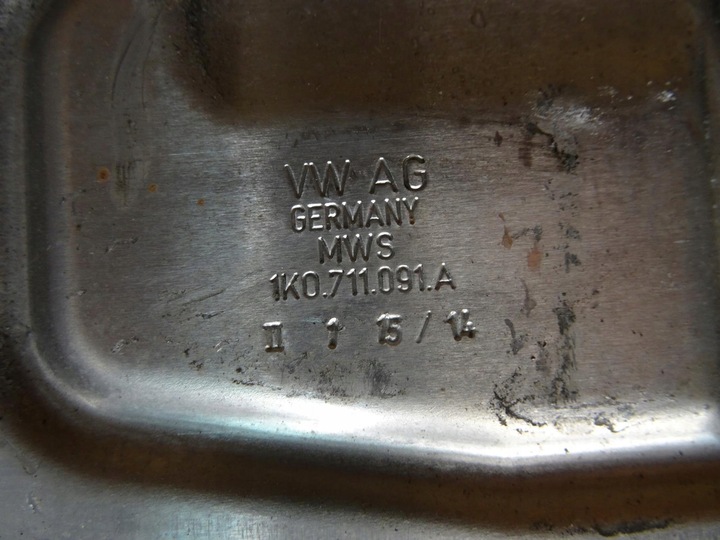 VW AG
GERMANY
MWS
1K0.711.091.A
II 1 15 / 14